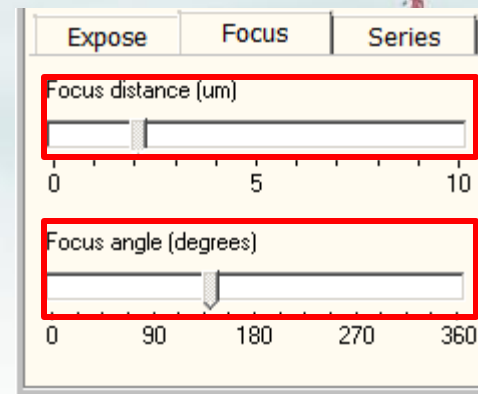 Expose Focus Series
Focus distance (um)
0 5 10
Focus angle (degrees)
0 90 180 270 360